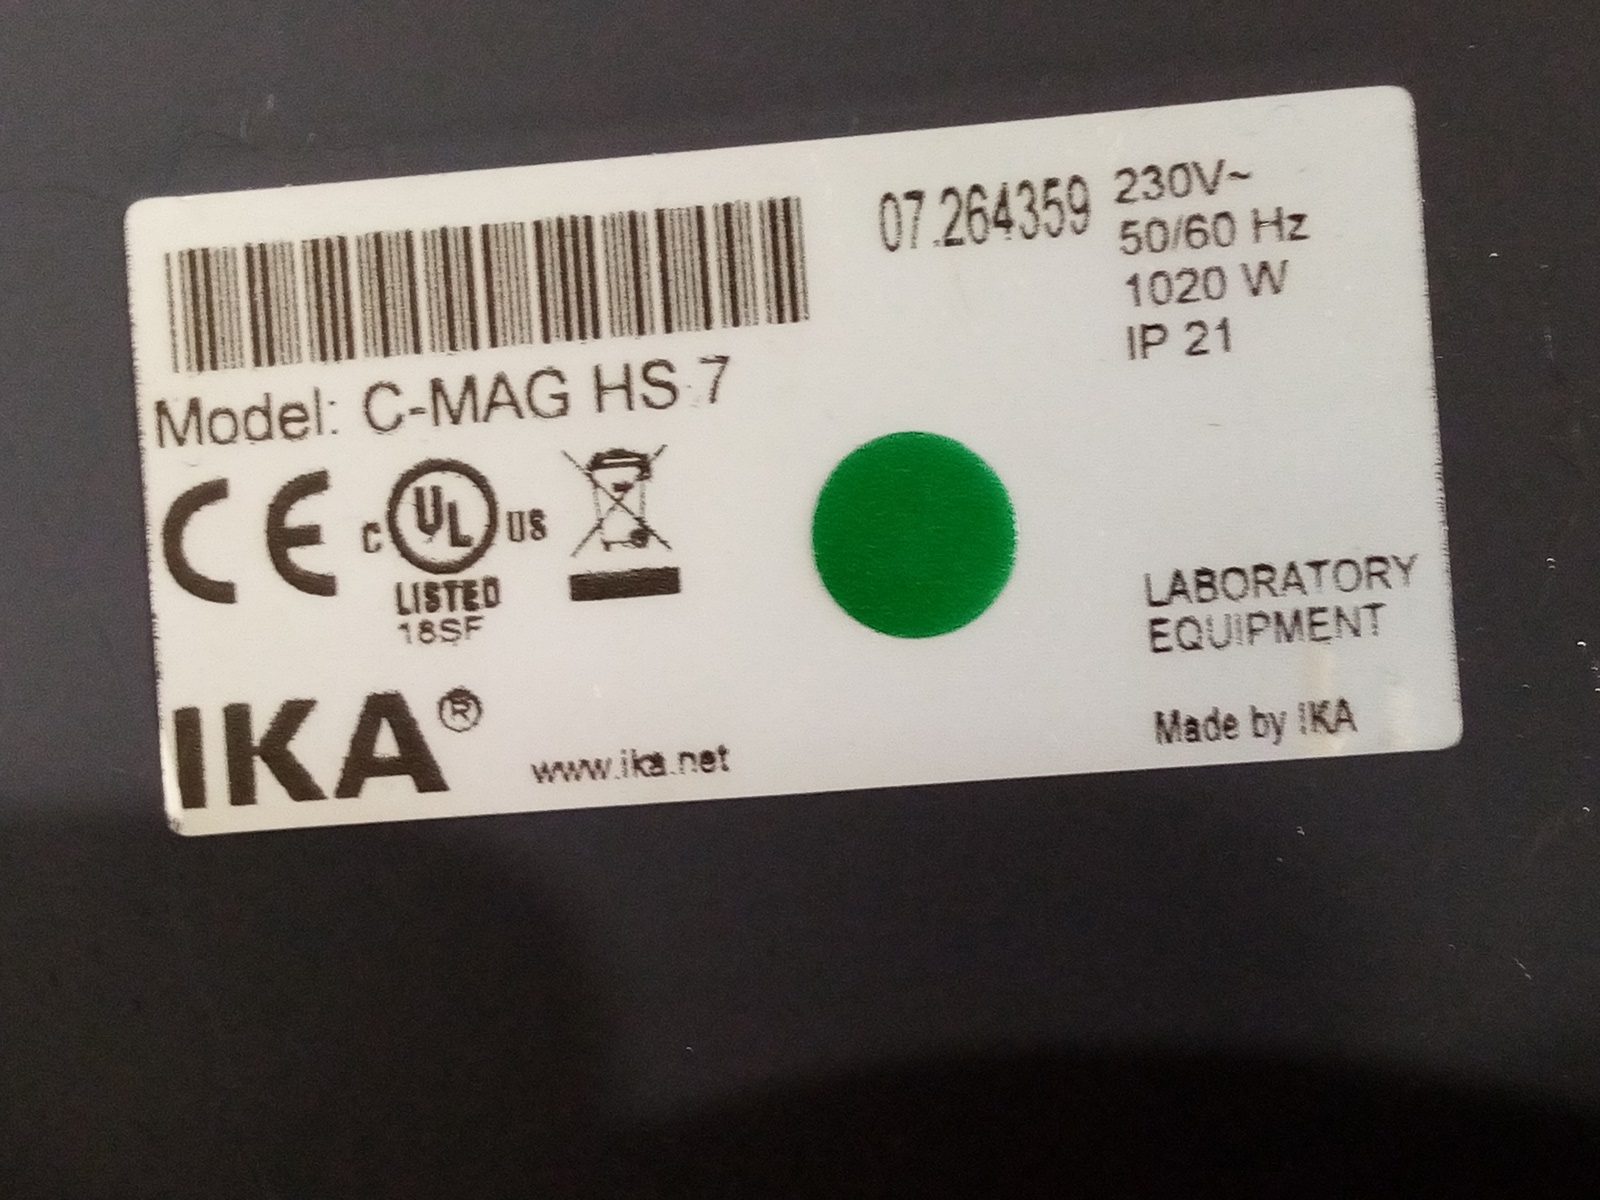 07.264359
230V~
50/60 Hz
1020 W
IP 21
Model: C-MAG HS 7
CE
C UL US
LISTED
18SF
LABORATORY
EQUIPMENT
IKA®
www.ika.net
Made by IKA